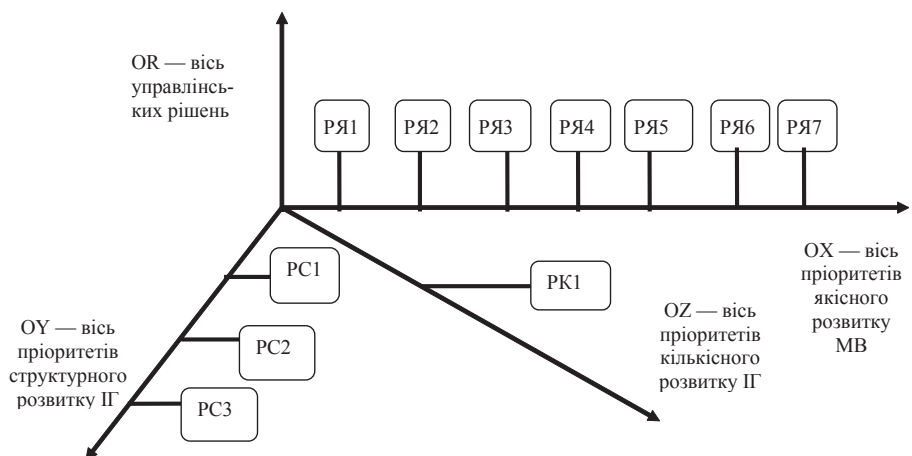 OR — вісь
управлінсь-
ких рішень
РЯ1
РЯ2
РЯ3
РЯ4
РЯ5
РЯ6
РЯ7
РС1
РС2
РС3
РК1
OX — вісь
пріоритетів
якісного
розвитку
МВ
OY — вісь
пріоритетів
структурного
розвитку ІГ
OZ — вісь
пріоритетів
кількісного
розвитку ІГ